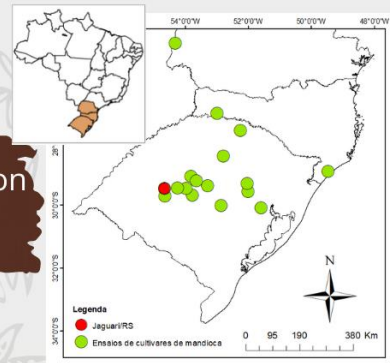 54°0'0"W 52°0'0"W 50°0'0"W 48°0'0"W
on
30°0'0"S
32°0'0"S
34°0'0"S
N
Legenda
Jaguari/RS
Ensaios de cultivares de mandioca
0 95 190 380 Km